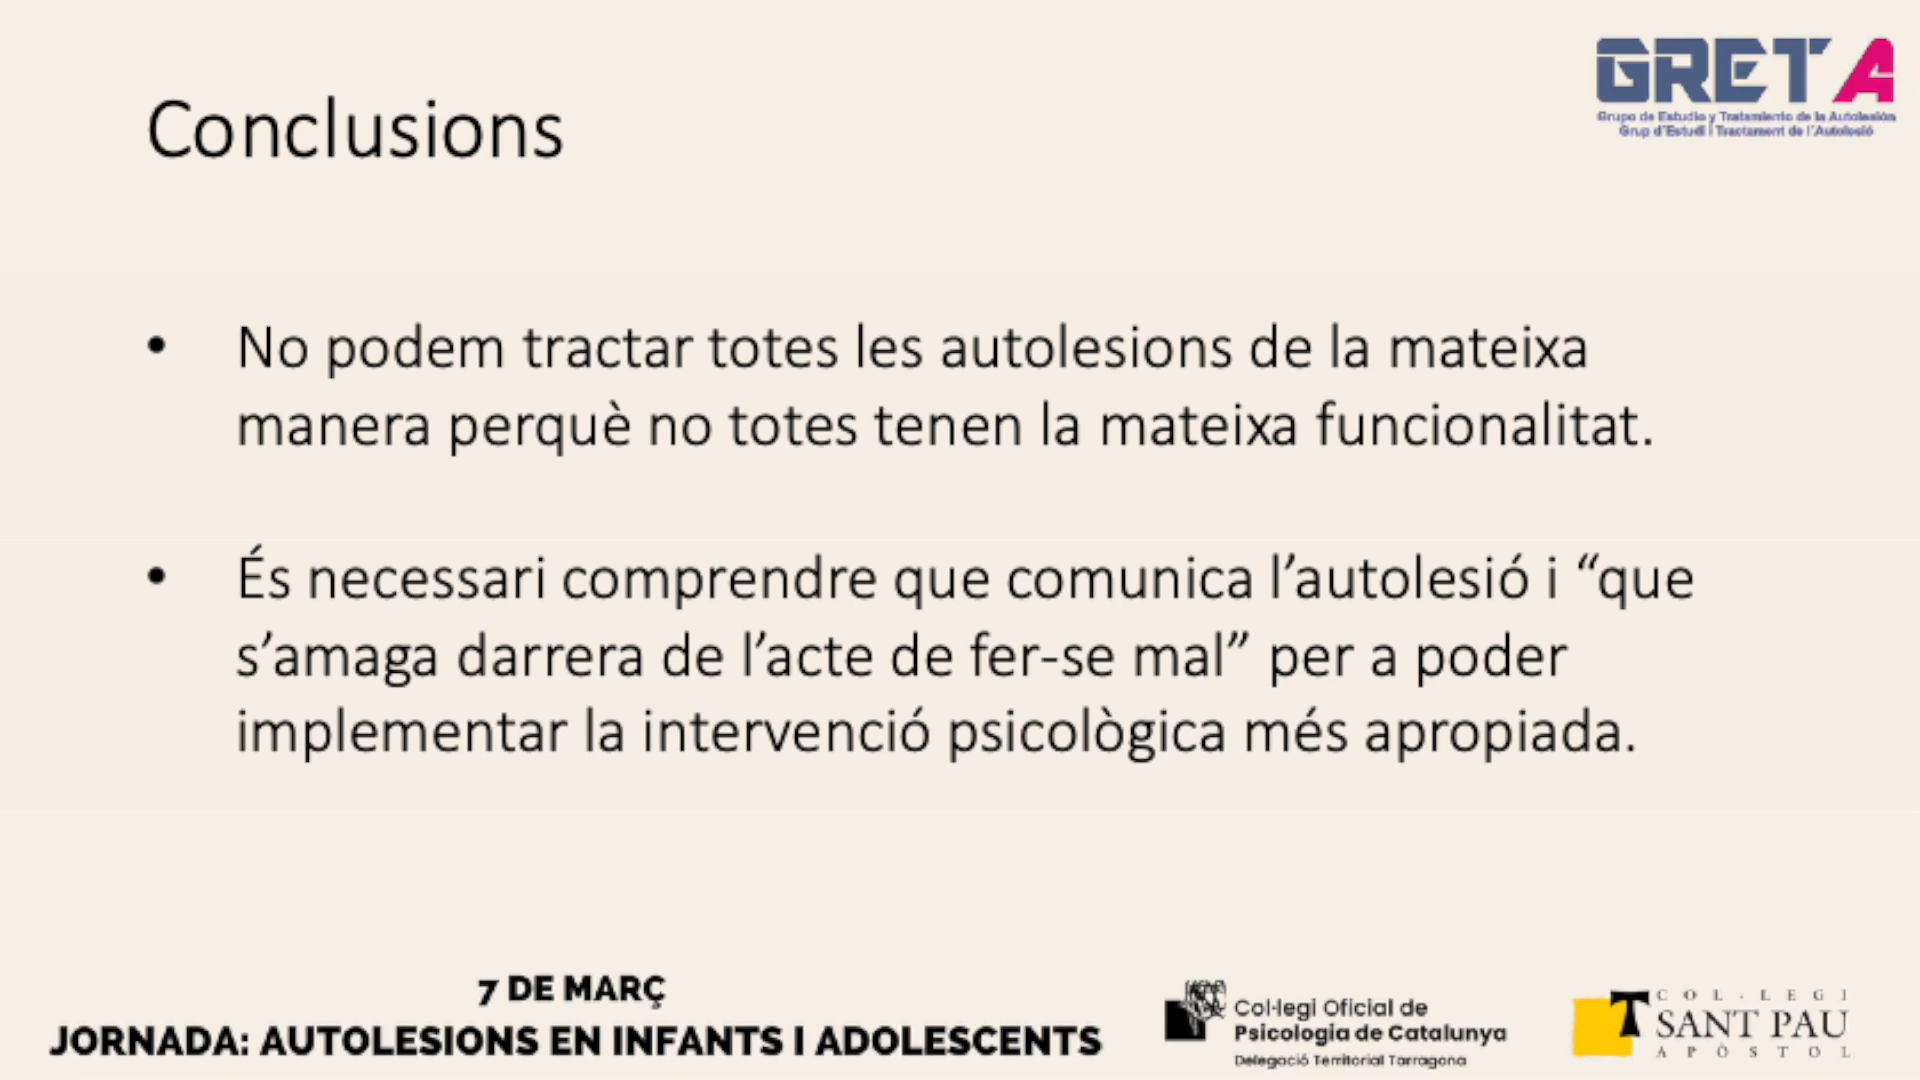 GRETA
Grupo de Estudio y Tratamiento de la Autolesión
Grup d'Estudi i Tractament de l'Autolesió
Conclusions
• No podem tractar totes les autolesions de la mateixa
manera perquè no totes tenen la mateixa funcionalitat.
• És necessari comprendre que comunica l’autolesió i “que
s’amaga darrera de l’acte de fer-se mal” per a poder
implementar la intervenció psicològica més apropiada.
7 DE MARÇ
JORNADA: AUTOLESIONS EN INFANTS I ADOLESCENTS
Col·legi Oficial de
Psicologia de Catalunya
Delegació Territorial Tarragona
COL·LEGI
SANT PAU
APÒSTOL